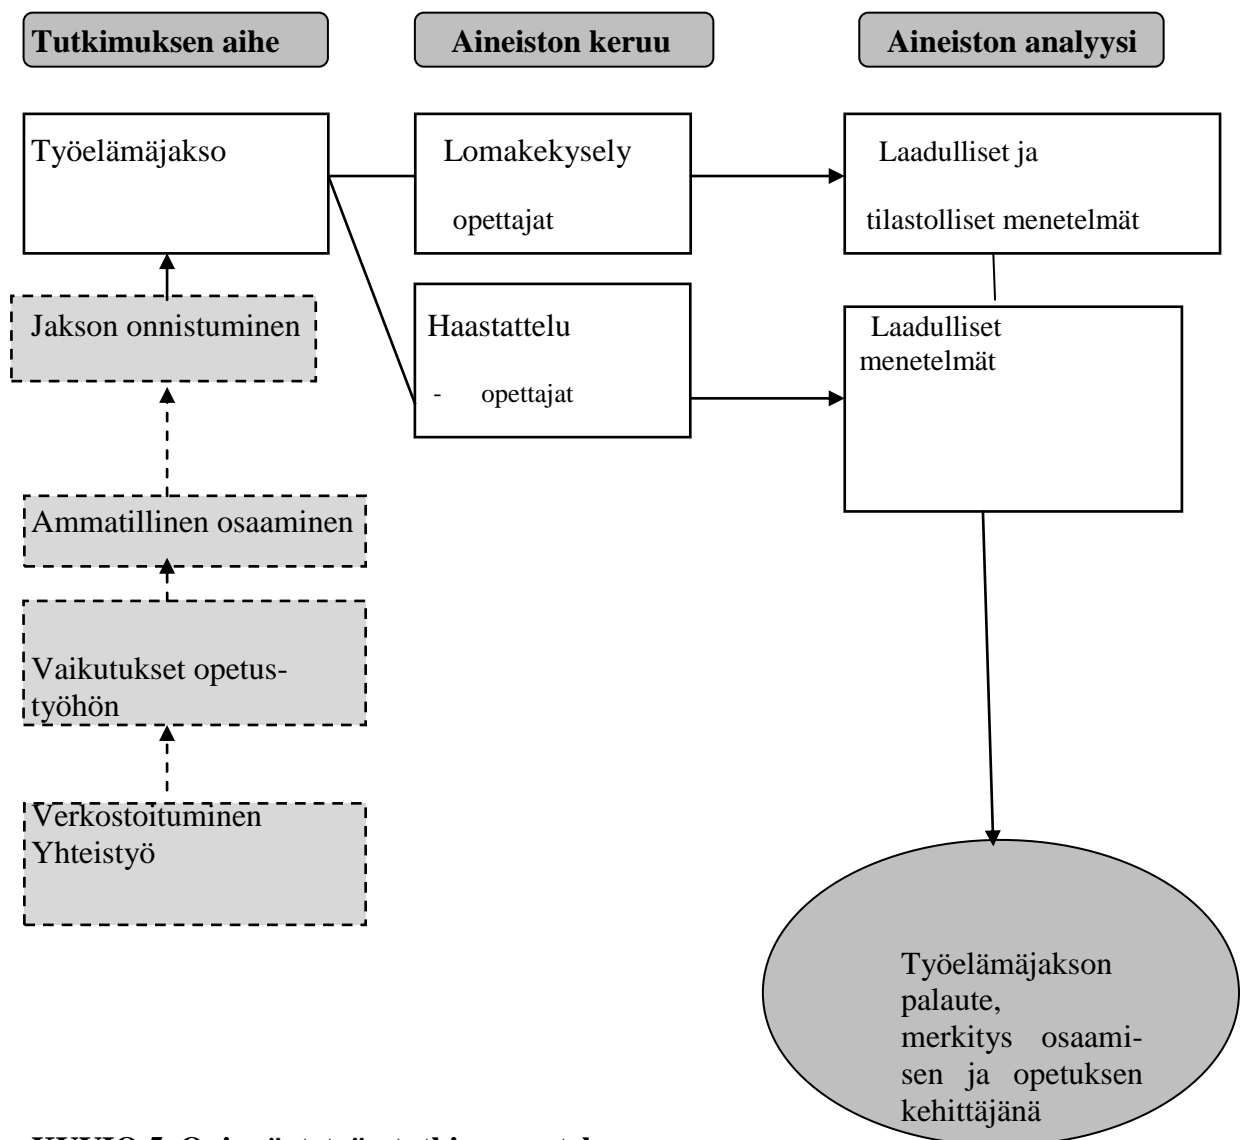 Tutkimuksen aihe
Aineiston keruu
Aineiston analyysi
Työelämäjakso
Lomakekysely
opettajat
Laadulliset ja
tilastolliset menetelmät
Jakson onnistuminen
Haastattelu
- opettajat
Laadulliset
menetelmät
Ammatillinen osaaminen
Vaikutukset opetus-
työhön
Verkostoituminen
Yhteistyö
Työelämäjakson
palaute,
merkitys osaami-
sen ja opetuksen
kehittäjänä